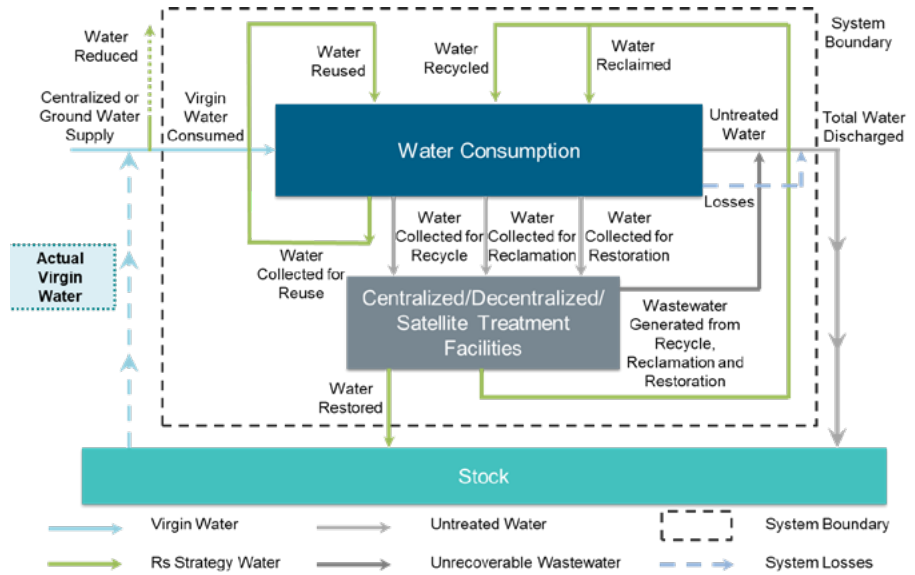 Water
Reduced
Centralized or
Ground Water
Supply
Virgin
Water
Consumed
Water
Reused
Water
Recycled
Water
Reclaimed
System
Boundary
Untreated
Water
Total Water
Discharged
Water Consumption
Losses
Water
Collected for
Reuse
Water
Collected for
Recycle
Water
Collected for
Reclamation
Water
Collected for
Restoration
Actual
Virgin
Water
Centralized/Decentralized/
Satellite Treatment
Facilities
Wastewater
Generated from
Recycle,
Reclamation and
Restoration
Water
Restored
Stock
Virgin Water
Untreated Water
System Boundary
Rs Strategy Water
Unrecoverable Wastewater
System Losses